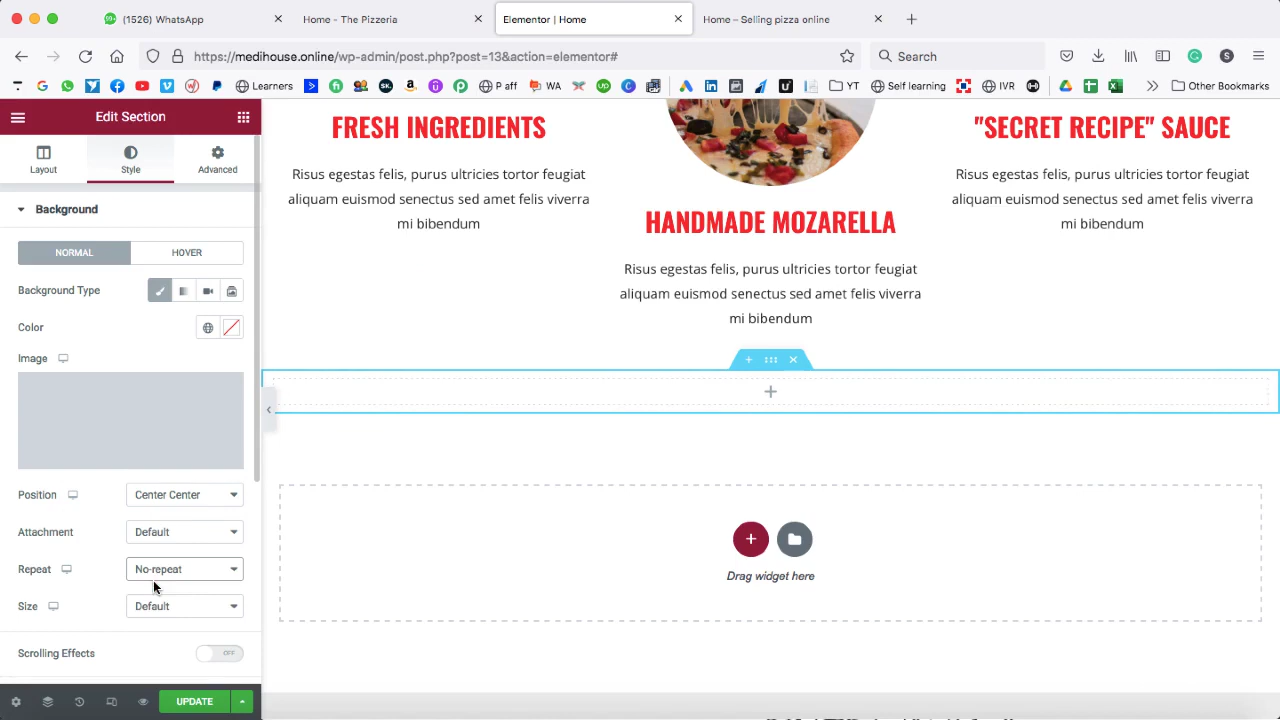 (1526) WhatsApp
Home - The Pizzeria
Elementor | Home
Home – Selling pizza online
https://medihouse.online/wp-admin/post.php?post=13&action=elementor#
Search
Learners
P aff
WA
YT
Self learning
IVR
Other Bookmarks
Edit Section
Layout
Style
Advanced
Background
NORMAL
HOVER
Background Type
Color
Image
Position
Center Center
Attachment
Default
Repeat
No-repeat
Size
Default
Scrolling Effects
OFF
UPDATE
FRESH INGREDIENTS
Risus egestas felis, purus ultricies tortor feugiat
aliquam euismod senectus sed amet felis viverra
mi bibendum
HANDMADE MOZARELLA
Risus egestas felis, purus ultricies tortor feugiat
aliquam euismod senectus sed amet felis viverra
mi bibendum
"SECRET RECIPE" SAUCE
Risus egestas felis, purus ultricies tortor feugiat
aliquam euismod senectus sed amet felis viverra
mi bibendum
Drag widget here